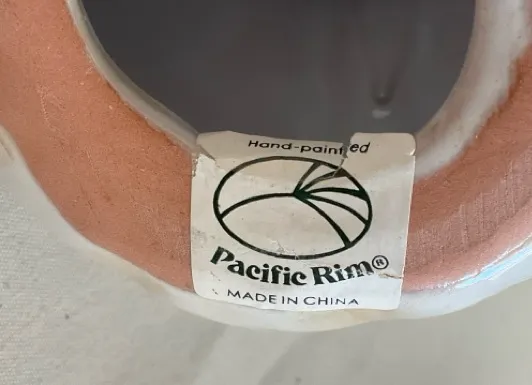 Hand-painted
Pacific Rim®
MADE IN CHINA